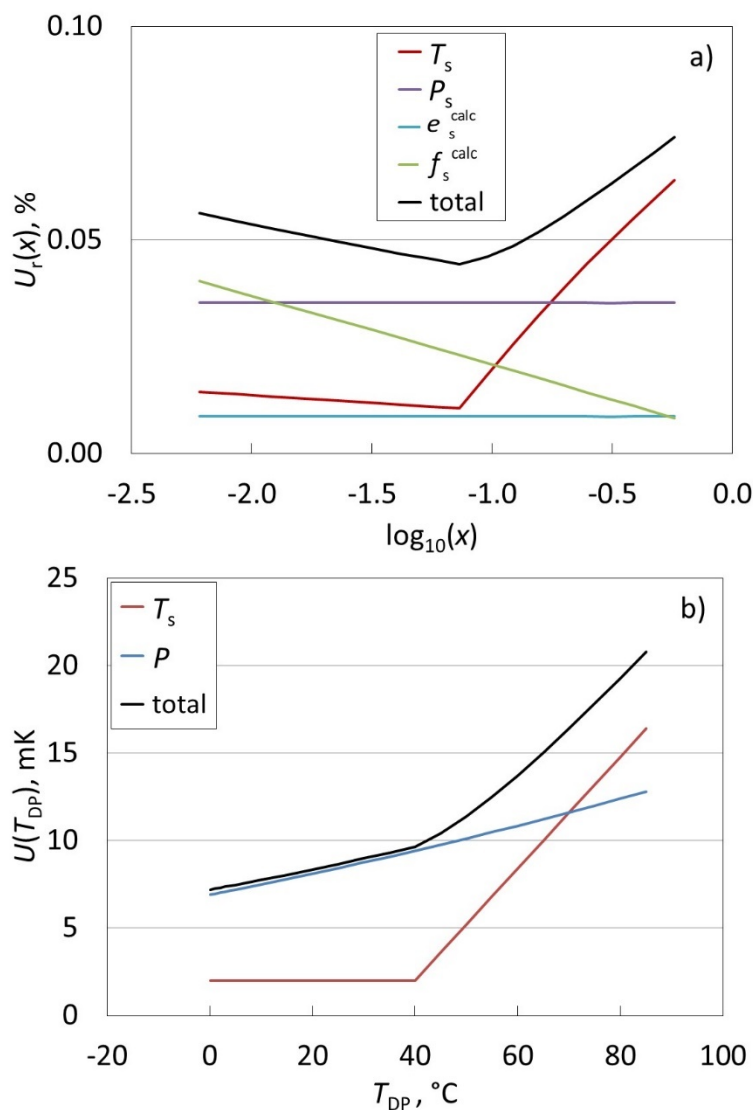 0.10
a)
T_s
P_s
e_s^calc
f_s^calc
total
0.05
U_r(x), %
0.00
-2.5 -2.0 -1.5 -1.0 -0.5 0.0
log_10(x)
25
b)
T_s
P
total
20
15
U(T_DP), mK
10
5
0
-20 0 20 40 60 80 100
T_DP, °C